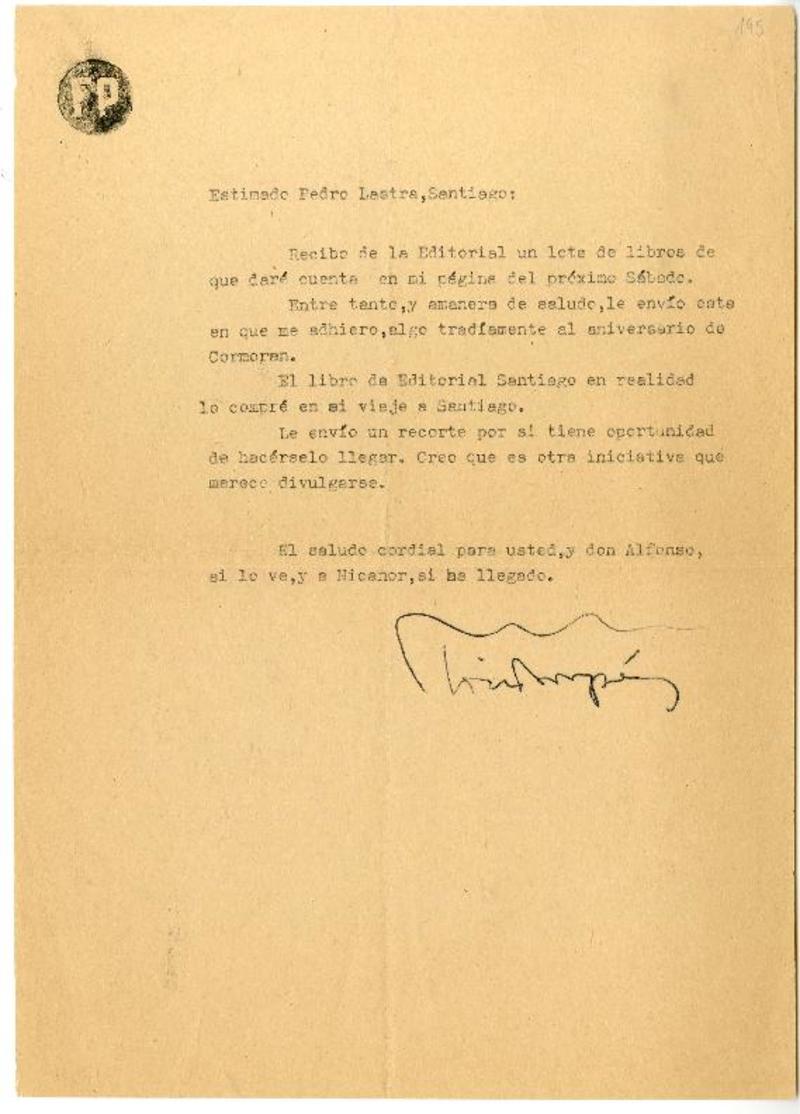 195
FP
Estimado Pedro Lastra,Santiago:
Recibo de la Editorial un lote de libros de
que daré cuenta en mi página del próximo Sábado.
Entre tanto,y amanera de saludo,le envío esta
en que me adhiero,algo tradíamente al aniversario de
Cormoran.
El libro de Editorial Santiago en realidad
lo compré en mi viaje a Santiago.
Le envío un recorte por si tiene oportunidad
de hacérselo llegar. Creo que es otra iniciativa que
merece divulgarse.
El saludo cordial para usted,y don Alfonso,
si lo ve,y a Nicanor,si ha llegado.